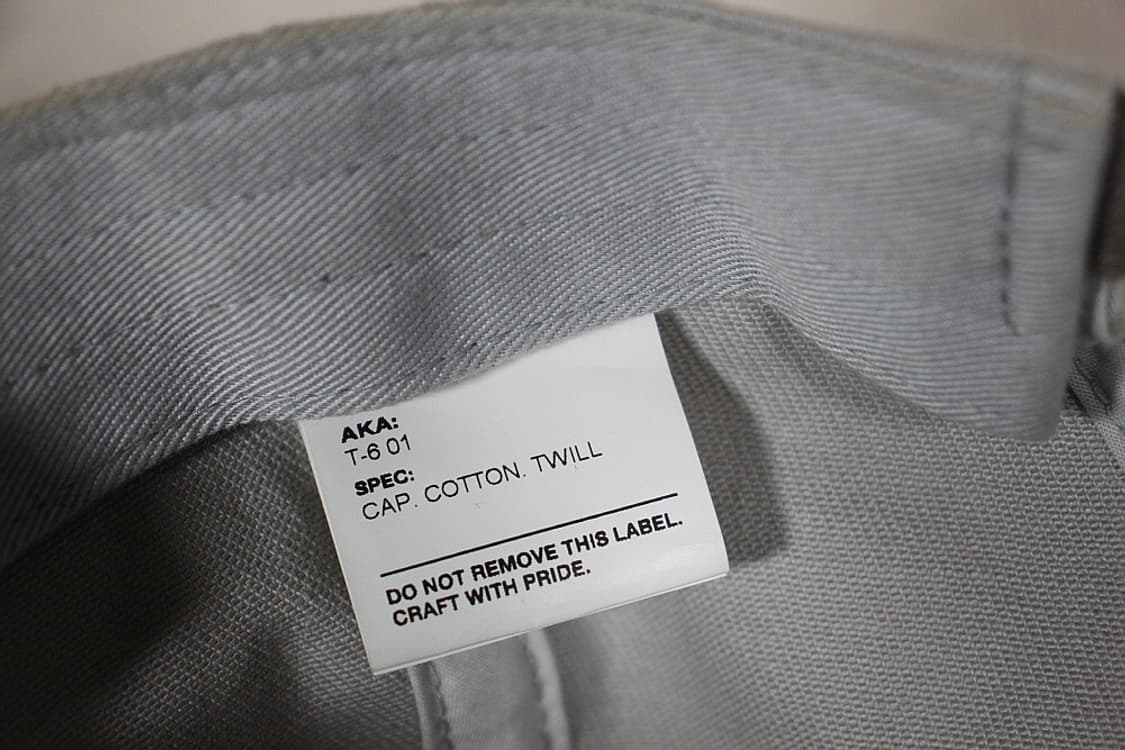 AKA:
T-6 01
SPEC:
CAP. COTTON. TWILL
DO NOT REMOVE THIS LABEL.
CRAFT WITH PRIDE.